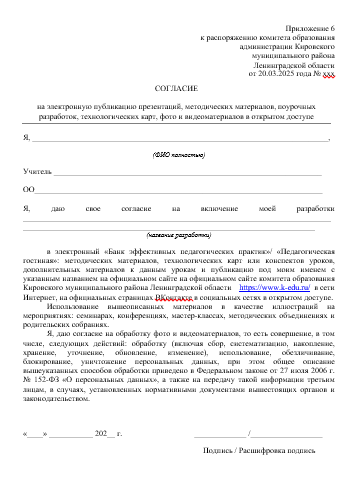 Приложение 6
к распоряжению комитета образования
администрации Кировского
муниципального района
Ленинградской области
от 20.03.2025 года № xxx
СОГЛАСИЕ
на электронную публикацию презентаций, методических материалов, поурочных
разработок, технологических карт, фото и видеоматериалов в открытом доступе
Я, ____________________________________________________________________,
(ФИО полностью)
Учитель ______________________________________________________________
ОО__________________________________________________________________
Я, даю свое согласие на включение моей разработки
______________________________________________________________________
______________________________________________________________________
(название разработки)
в электронный «Банк эффективных педагогических практик»/ «Педагогическая
гостиная»: методических материалов, технологических карт или конспектов уроков,
дополнительных материалов к данным урокам и публикацию под моим именем с
указанным названием на официальном сайте на официальном сайте комитета образования
Кировского муниципального района Ленинградской области https://www.k-edu.ru/ в сети
Интернет, на официальных страницах ВКонтакте в социальных сетях в открытом доступе.
Использование вышеописанных материалов в качестве иллюстраций на
мероприятиях: семинарах, конференциях, мастер-классах, методических объединениях и
родительских собраниях.
Я, даю согласие на обработку фото и видеоматериалов, то есть совершение, в том
числе, следующих действий: обработку (включая сбор, систематизацию, накопление,
хранение, уточнение, обновление, изменение), использование, обезличивание,
блокирование, уничтожение персональных данных, при этом общее описание
вышеуказанных способов обработки приведено в Федеральном законе от 27 июля 2006 г.
№ 152-ФЗ «О персональных данных», а также на передачу такой информации третьим
лицам, в случаях, установленных нормативными документами вышестоящих органов и
законодательством.
«____» ____________ 202__ г. ______________ /___________________
Подпись / Расшифровка подпись